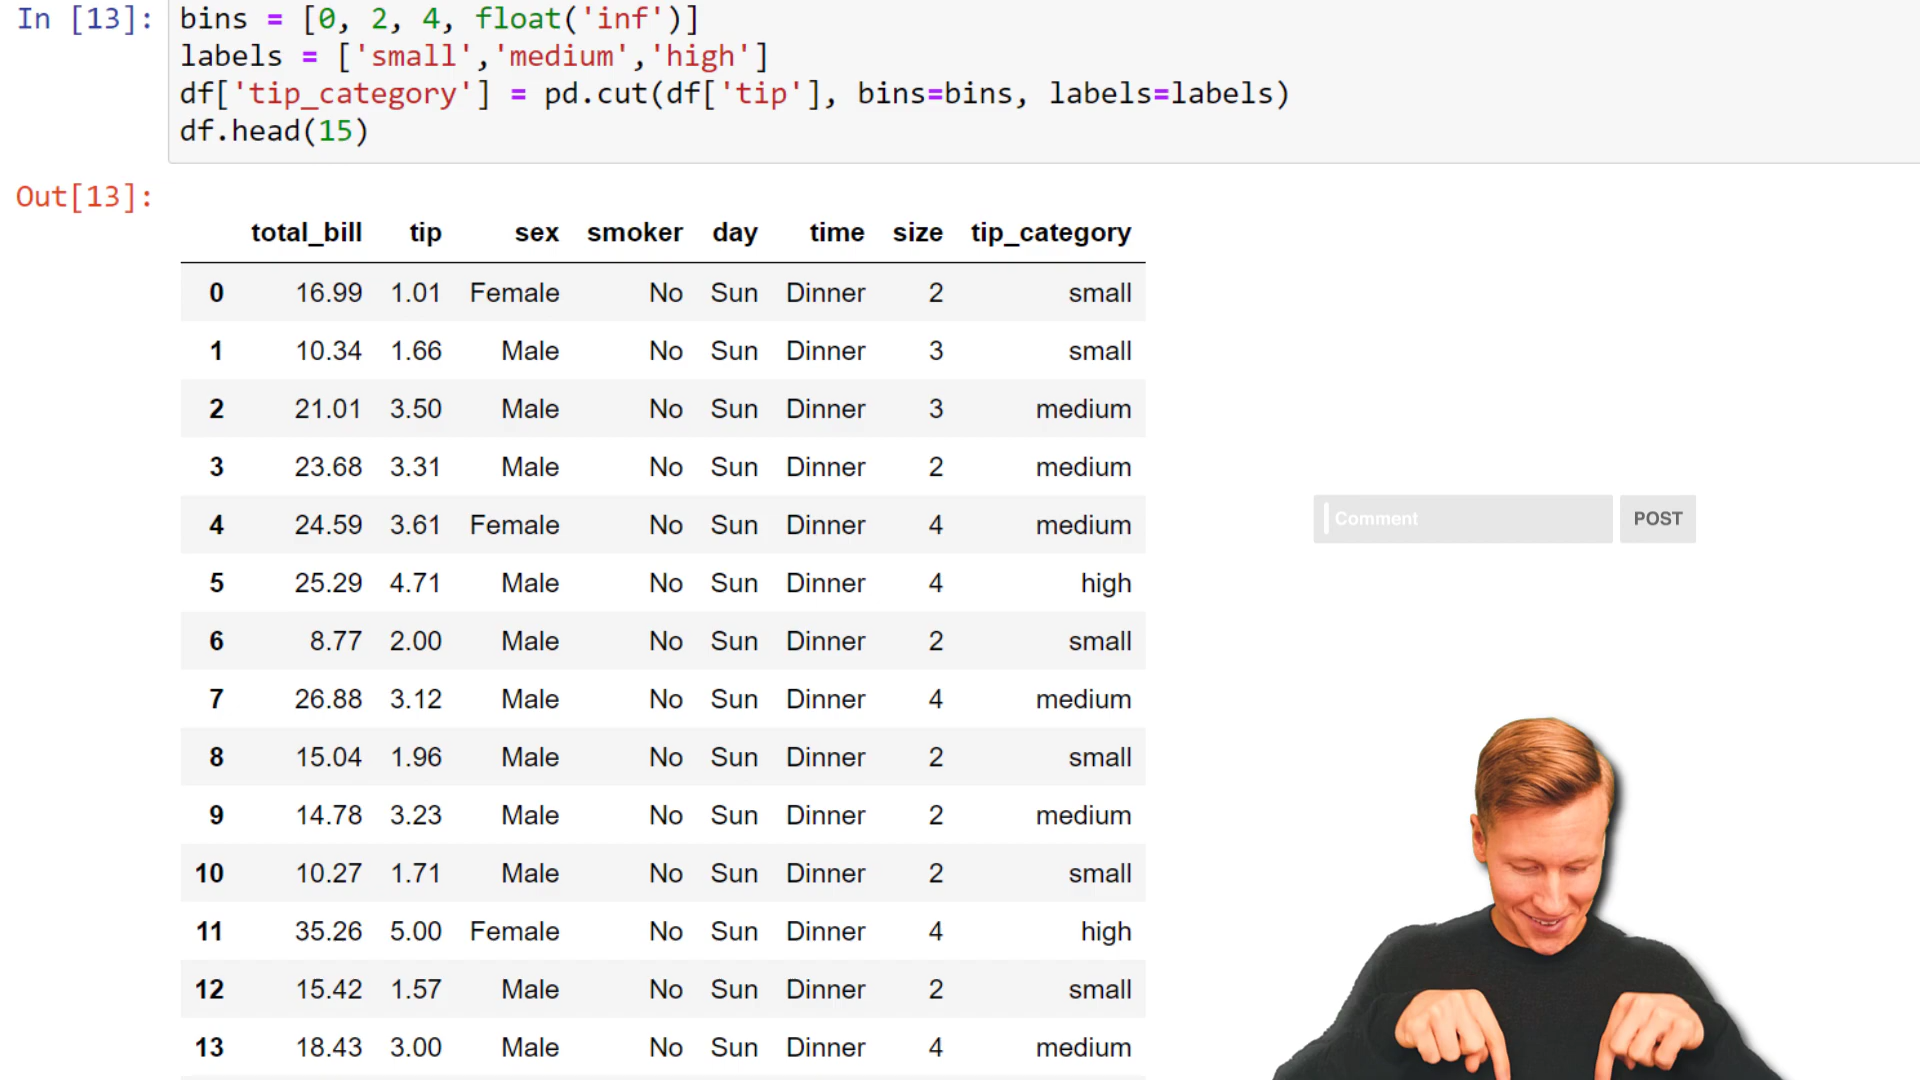 In [13]: bins = [0, 2, 4, float('inf')]
labels = ['small','medium','high']
df['tip_category'] = pd.cut(df['tip'], bins=bins, labels=labels)
df.head(15)
Out[13]:
total_bill tip sex smoker day time size tip_category
0 16.99 1.01 Female No Sun Dinner 2 small
1 10.34 1.66 Male No Sun Dinner 3 small
2 21.01 3.50 Male No Sun Dinner 3 medium
3 23.68 3.31 Male No Sun Dinner 2 medium
4 24.59 3.61 Female No Sun Dinner 4 medium
5 25.29 4.71 Male No Sun Dinner 4 high
6 8.77 2.00 Male No Sun Dinner 2 small
7 26.88 3.12 Male No Sun Dinner 4 medium
8 15.04 1.96 Male No Sun Dinner 2 small
9 14.78 3.23 Male No Sun Dinner 2 medium
10 10.27 1.71 Male No Sun Dinner 2 small
11 35.26 5.00 Female No Sun Dinner 4 high
12 15.42 1.57 Male No Sun Dinner 2 small
13 18.43 3.00 Male No Sun Dinner 4 medium
Comment POST